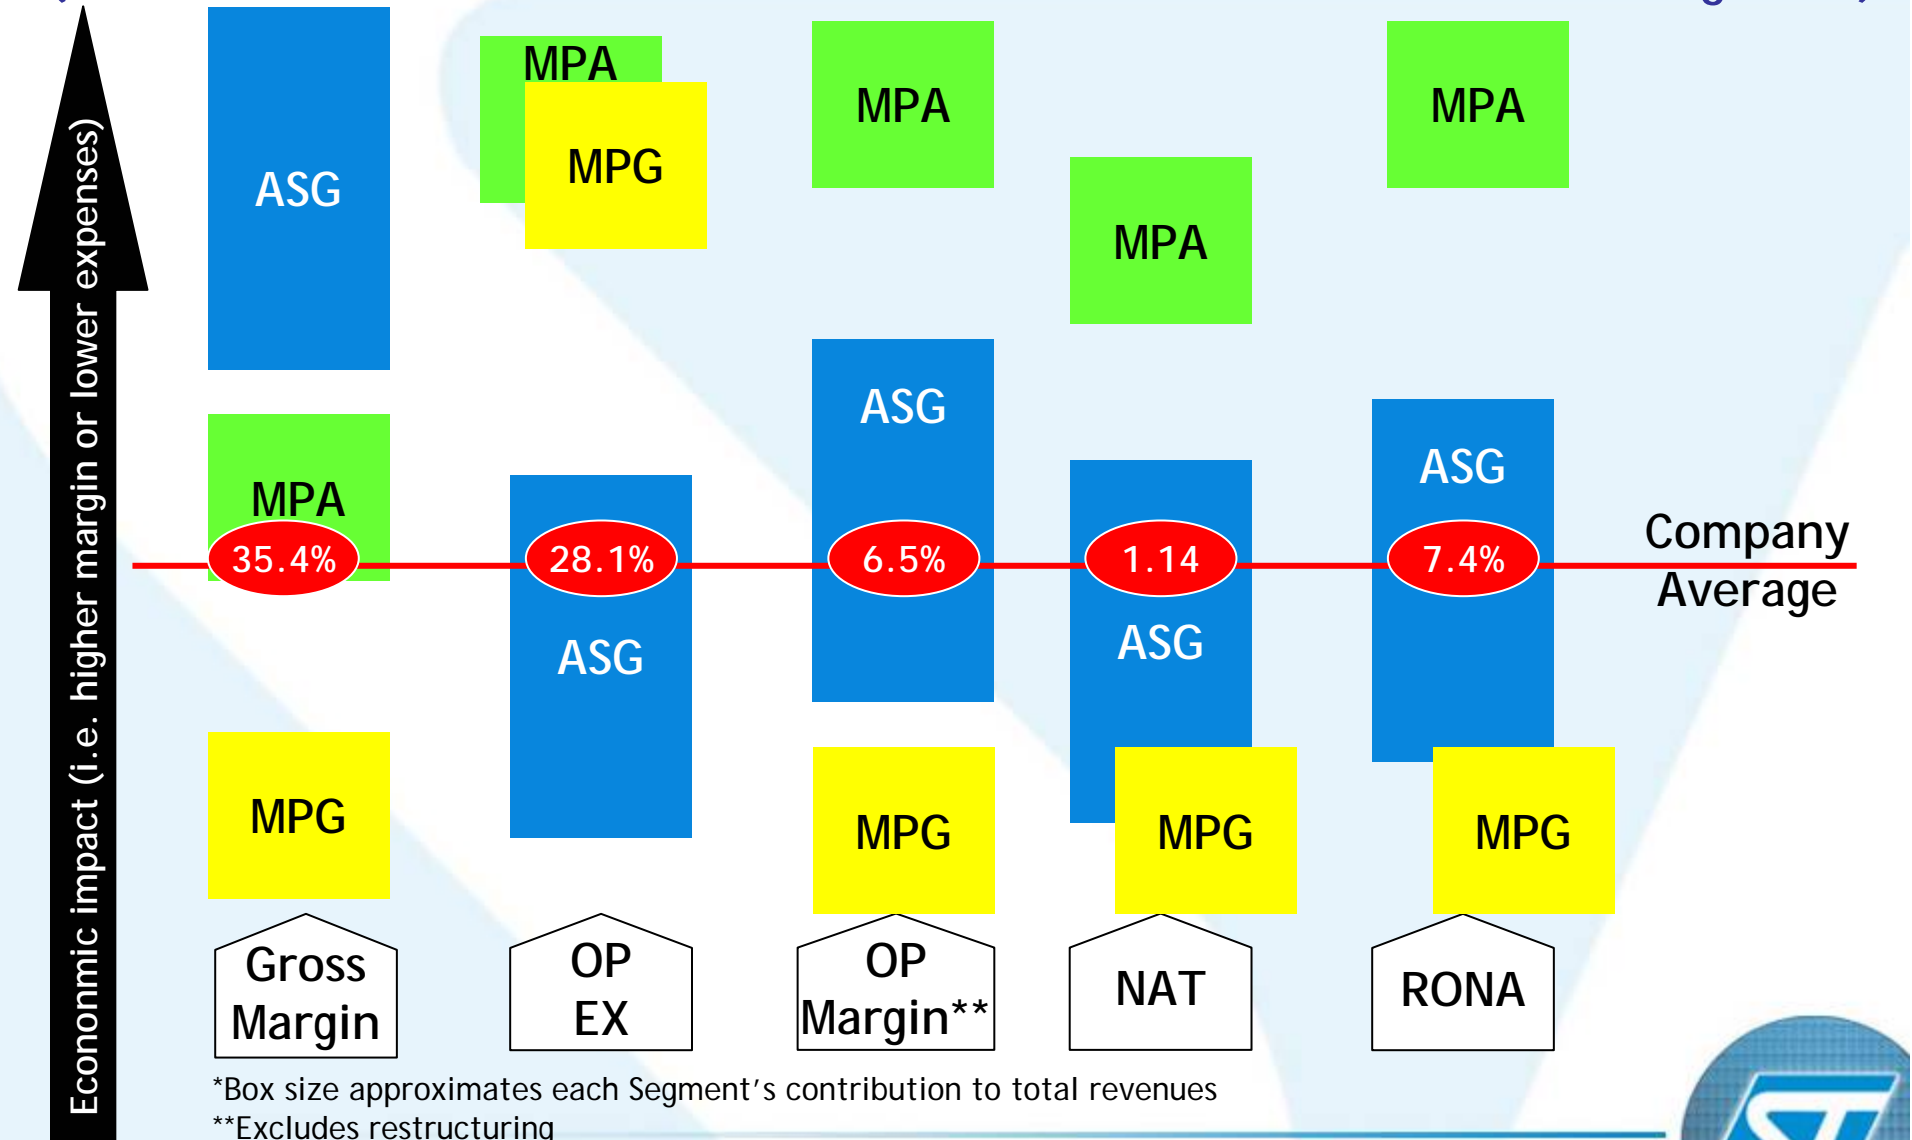 Econonmic impact (i.e. higher margin or lower expenses)
ASG
MPA
35.4%
MPG
Gross
Margin
MPA
MPG
28.1%
ASG
OP
EX
MPA
ASG
6.5%
MPG
OP
Margin**
MPA
1.14
ASG
MPG
NAT
MPA
ASG
7.4%
MPG
RONA
Company
Average
*Box size approximates each Segment’s contribution to total revenues
**Excludes restructuring